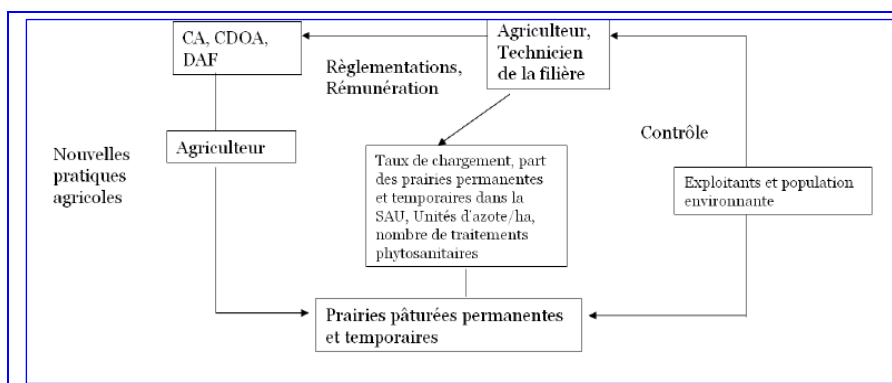 CA, CDOA,
DAF
Agriculteur,
Technicien
de la filière
Règlementations,
Rémunération
Contrôle
Agriculteur
Nouvelles
pratiques
agricoles
Taux de chargement, part
des prairies permanentes
et temporaires dans la
SAU, Unités d'azote/ha,
nombre de traitements
phytosanitaires
Exploitants et population
environnante
Prairies pâturées permanentes
et temporaires